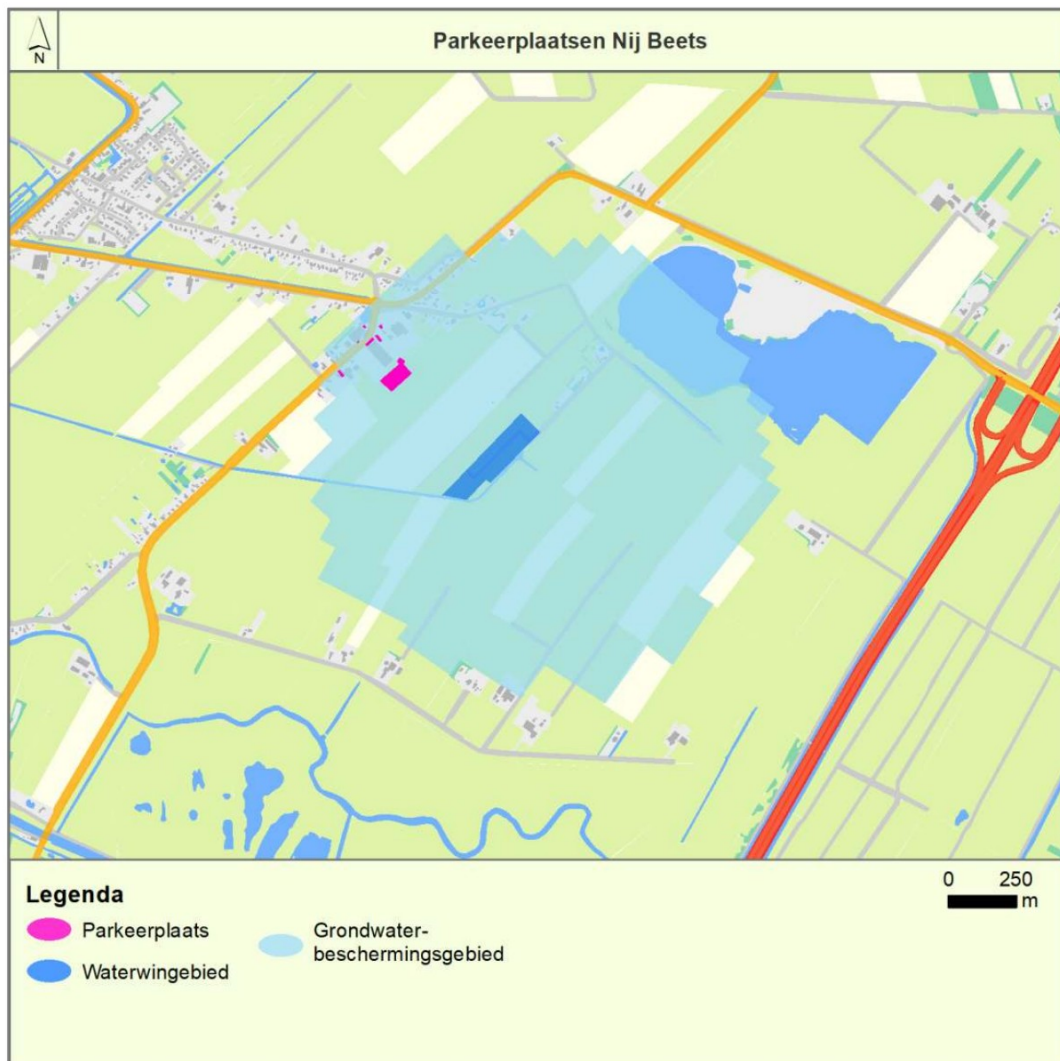 N
Parkeerplaatsen Nij Beets
Legenda
Parkeerplaats
Waterwingebied
Grondwater-
beschermingsgebied
0 250
m